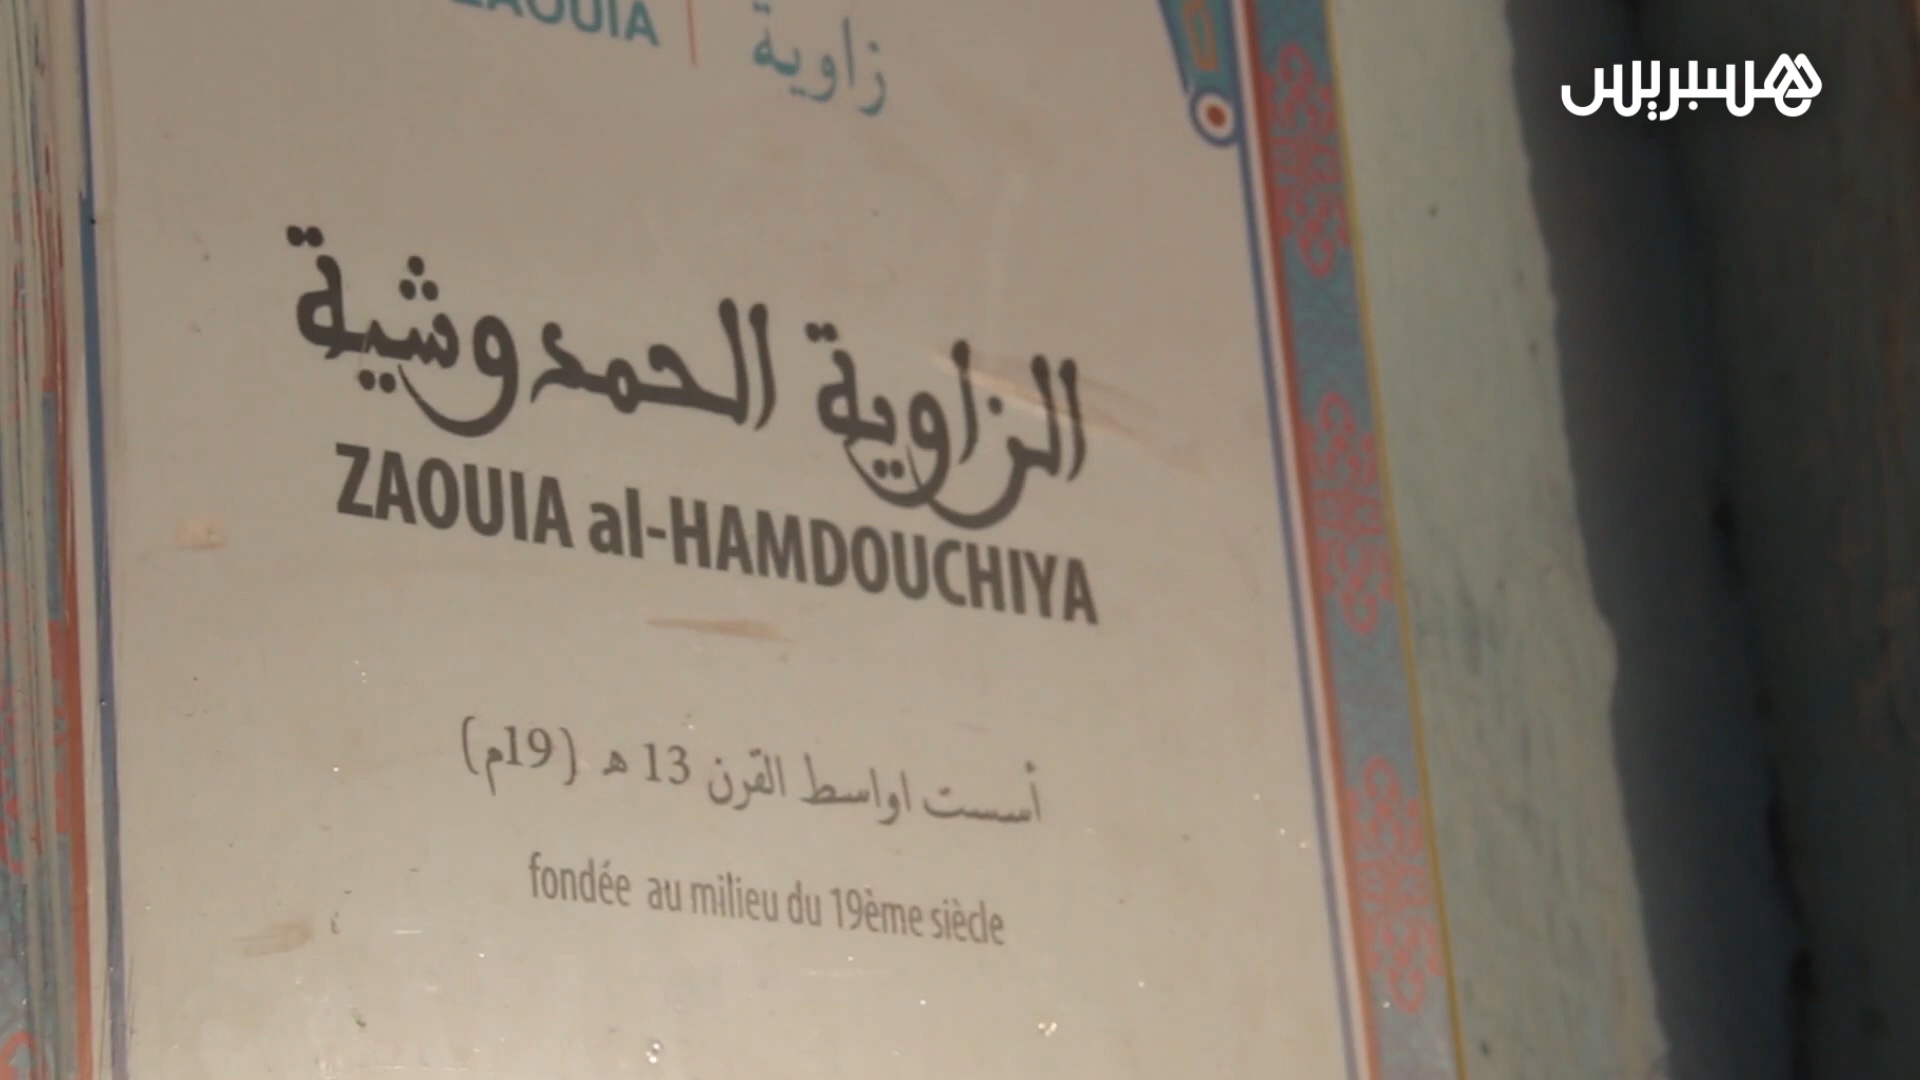 هسبريس
ZAOUIA | زاوية
الزاوية الحمدوشية
ZAOUIA al-HAMDOUCHIYA
أسست اواسط القرن 13 ه (19م)
fondée au milieu du 19ème siècle